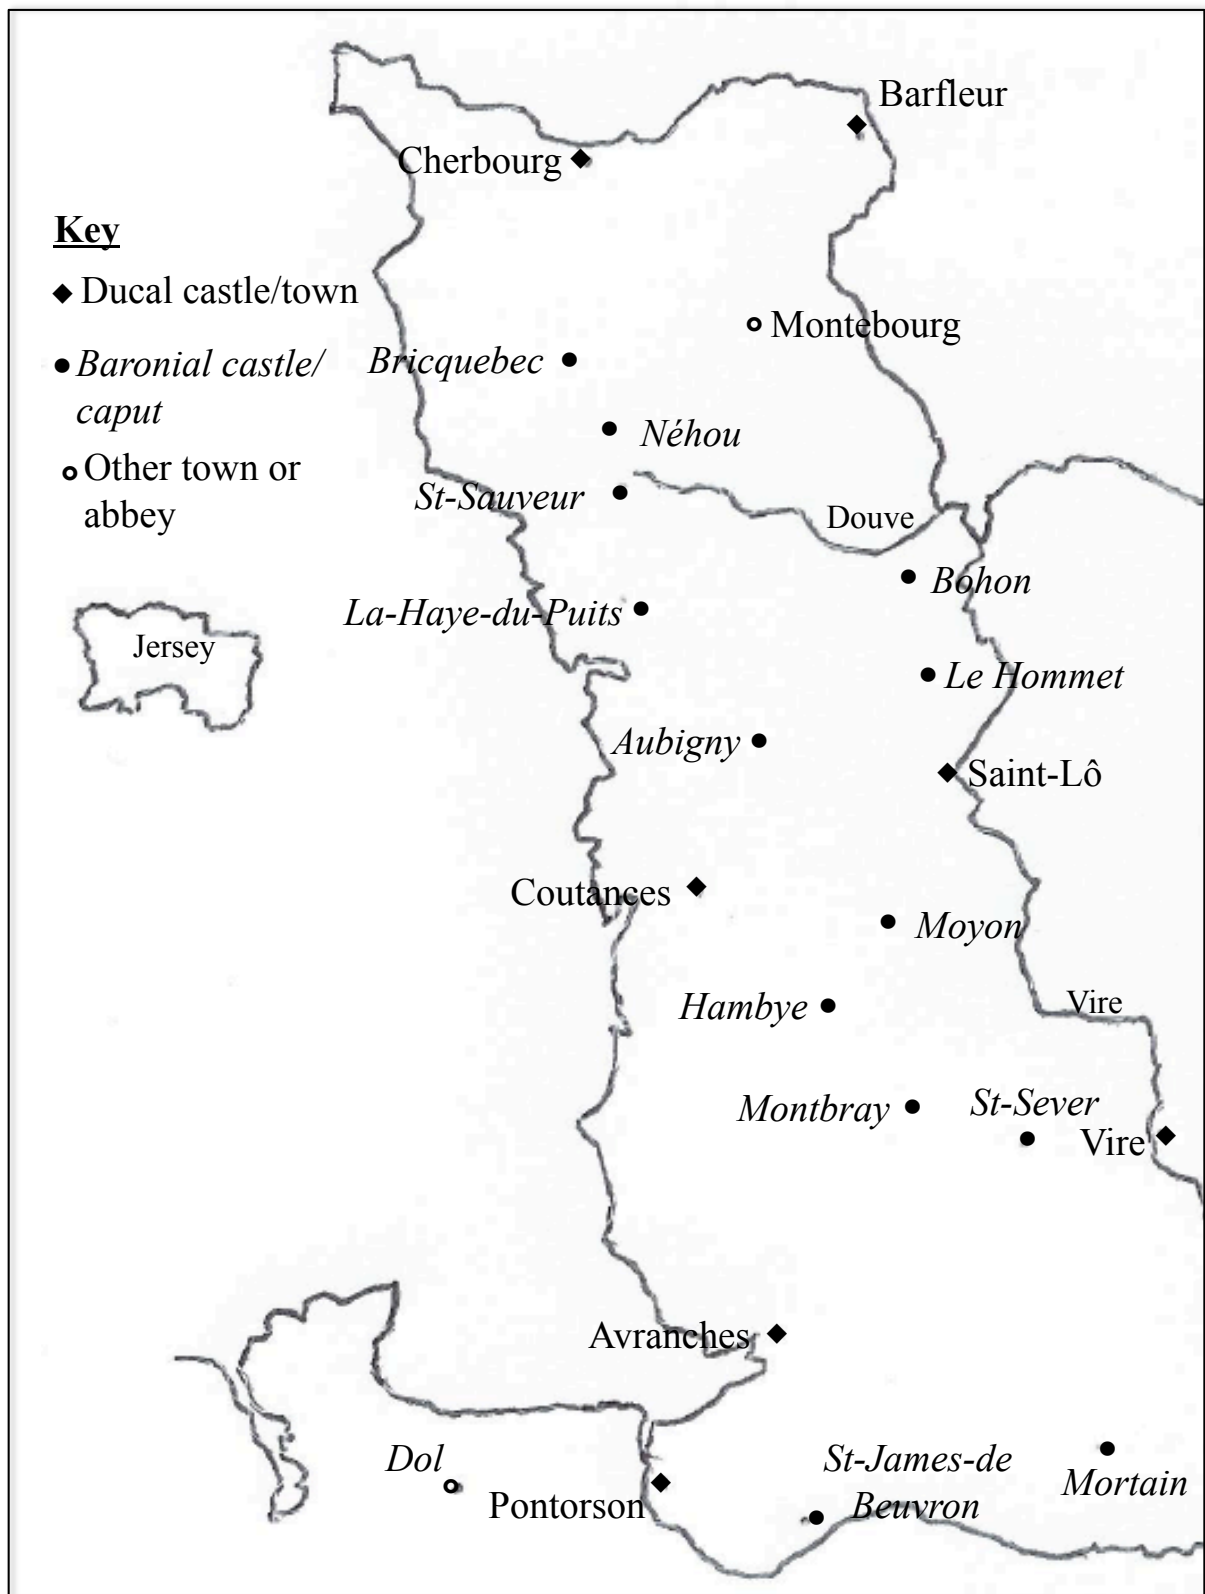 Barfleur
Cherbourg
Key
Ducal castle/town
Montebourg
Baronial castle/
caput
Bricquebec
Néhou
Other town or
abbey
St-Sauveur
Douve
Bohon
La-Haye-du-Puits
Jersey
Le Hommet
Aubigny
Saint-Lô
Coutances
Moyon
Hambye
Vire
Montbray
St-Sever
Vire
Avranches
Dol
St-James-de
Beuvron
Mortain
Pontorson